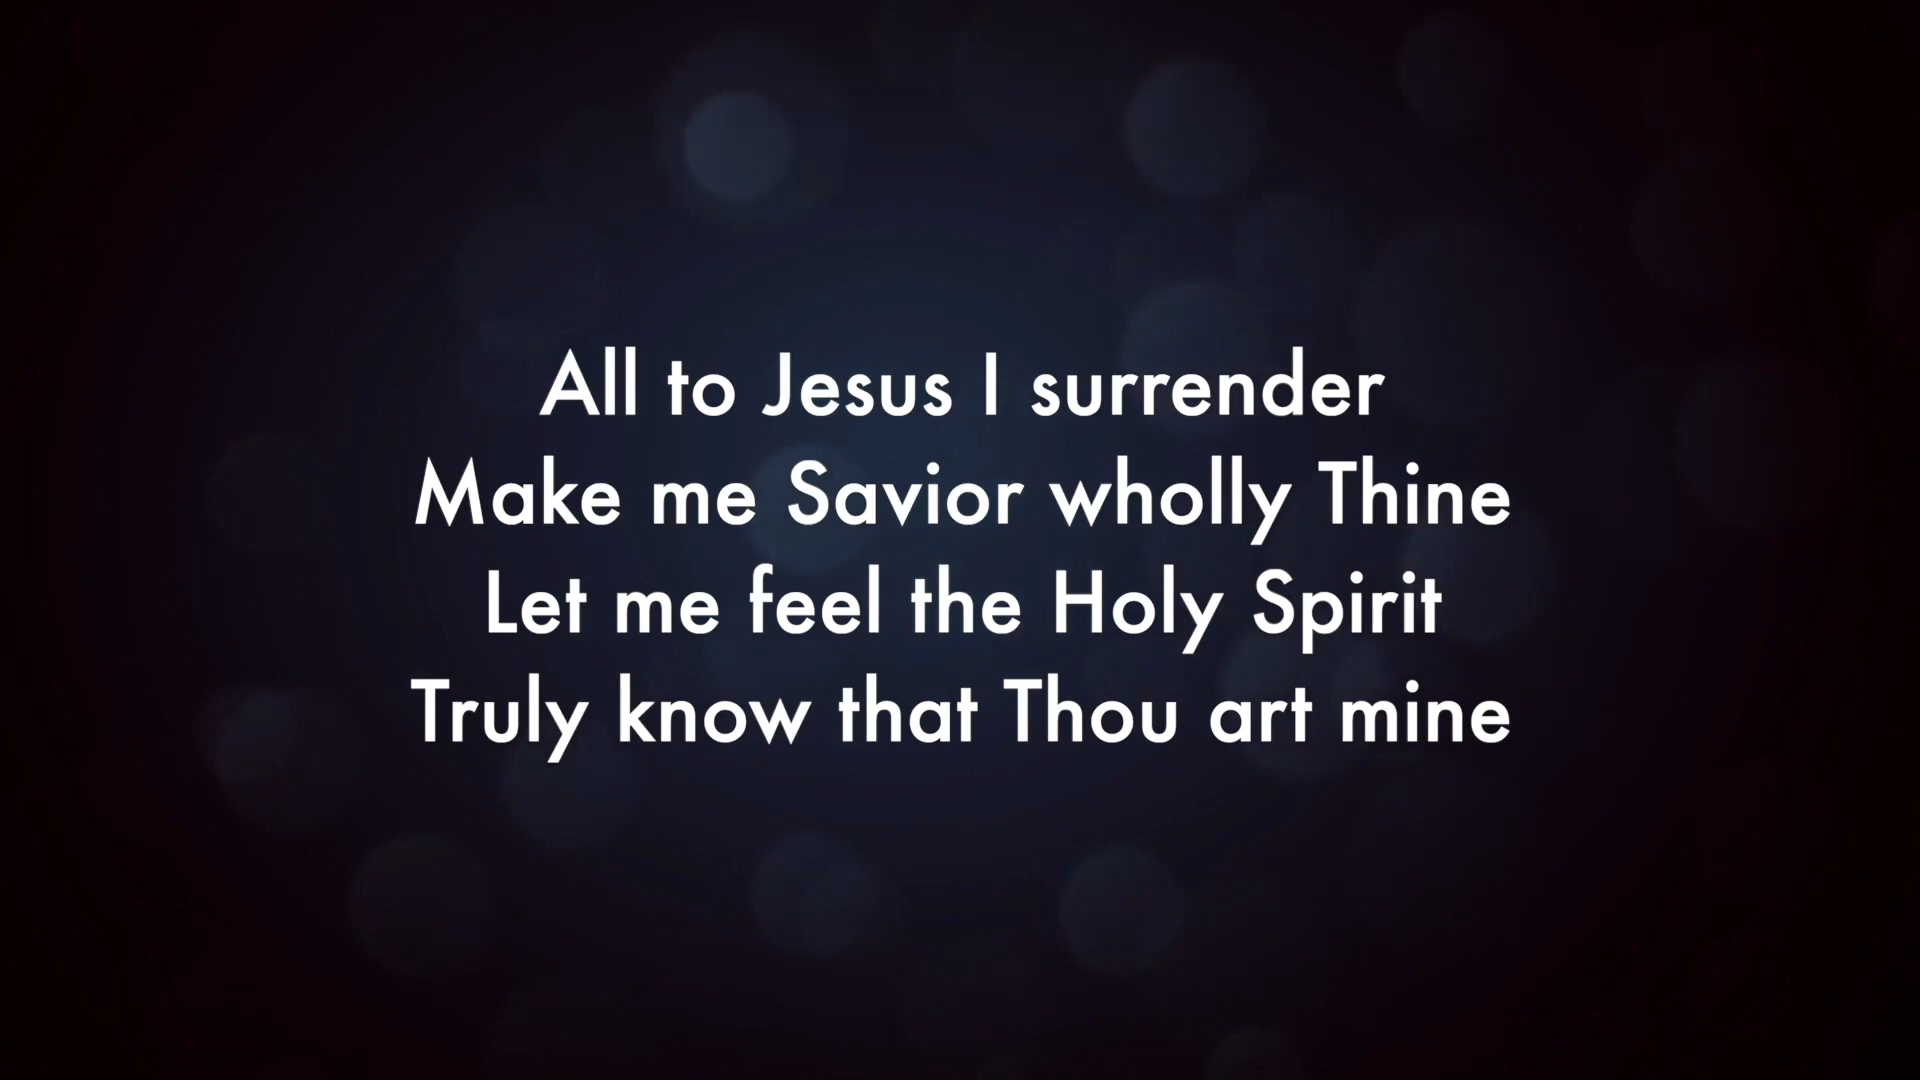 All to Jesus I surrender
Make me Savior wholly Thine
Let me feel the Holy Spirit
Truly know that Thou art mine